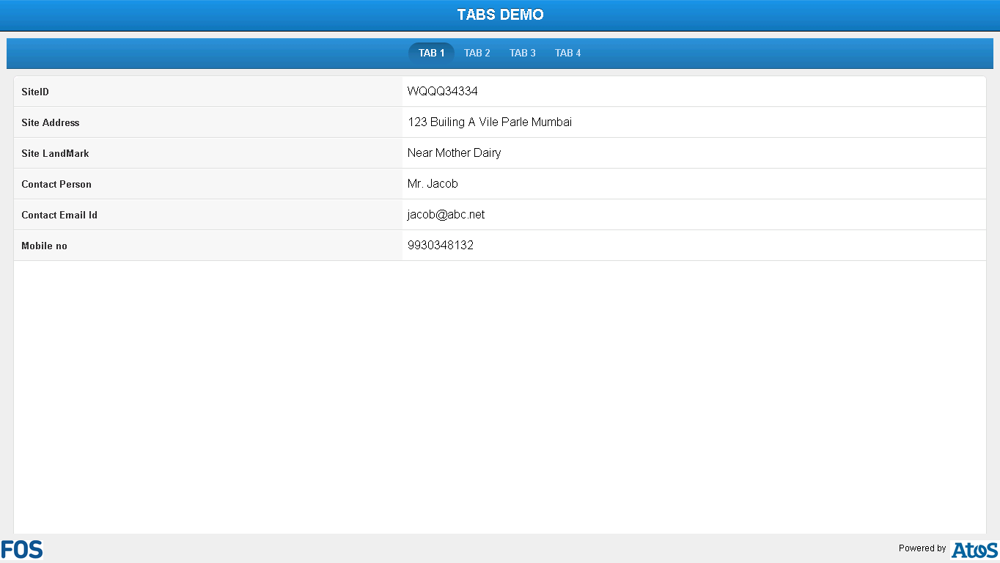 TABS DEMO
TAB 1 TAB 2 TAB 3 TAB 4
SiteID WQQQ34334
Site Address 123 Builing A Vile Parle Mumbai
Site LandMark Near Mother Dairy
Contact Person Mr. Jacob
Contact Email Id jacob@abc.net
Mobile no 9930348132
FOS Powered by AtoS